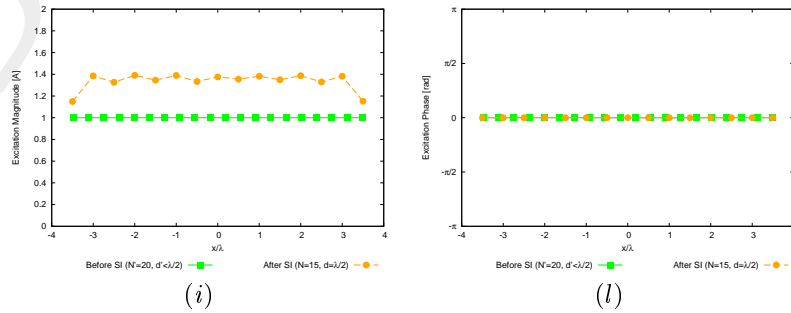 2
1.8
1.6
1.4
1.2
1
0.8
0.6
0.4
0.2
0
Excitation Magnitude [A]
-4 -3 -2 -1 0 1 2 3 4
x/λ
Before SI (N'=20, d'<λ/2) After SI (N=15, d=λ/2)
(i)
π
π/2
0
-π/2
-π
Excitation Phase [rad]
-4 -3 -2 -1 0 1 2 3 4
x/λ
Before SI (N'=20, d'<λ/2) After SI (N=15, d=λ/2)
(l)